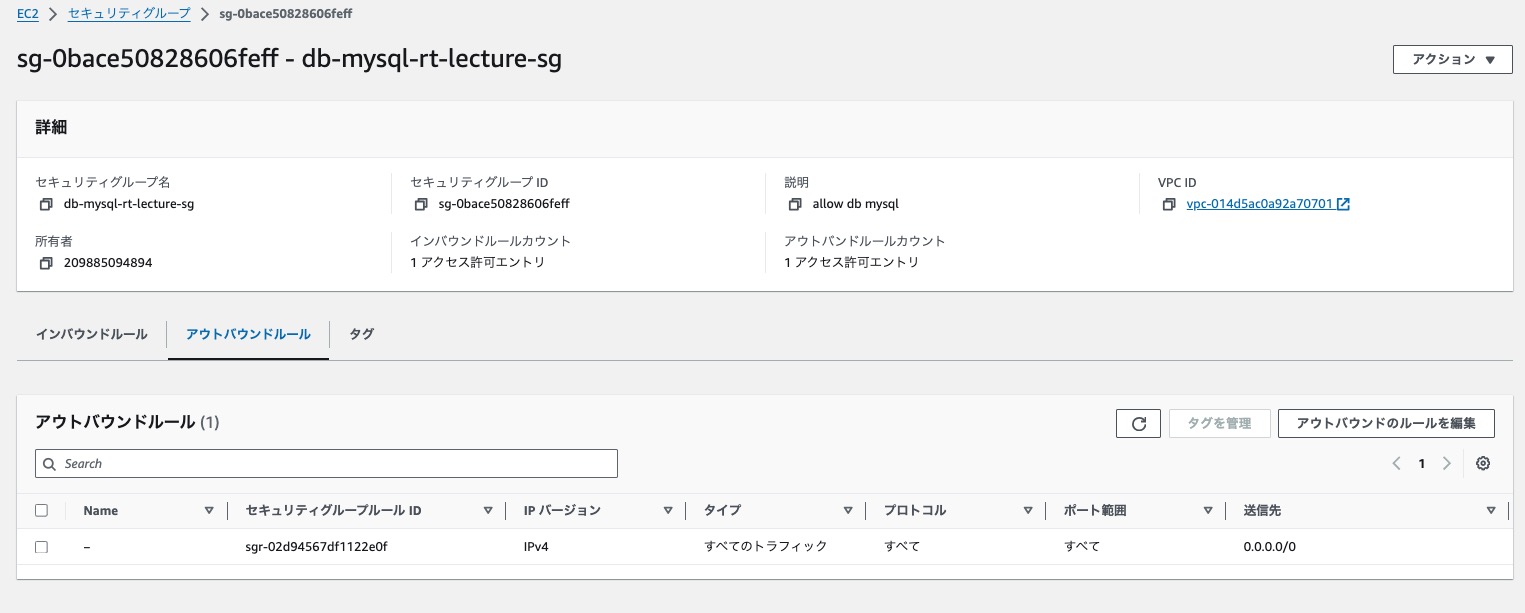 EC2 > セキュリティグループ > sg-0bace50828606feff
sg-0bace50828606feff - db-mysql-rt-lecture-sg
アクション ▼
詳細
セキュリティグループ名 セキュリティグループ ID 説明 VPC ID
db-mysql-rt-lecture-sg sg-0bace50828606feff allow db mysql vpc-014d5ac0a92a70701
所有者 インバウンドルールカウント アウトバンドルールカウント
209885094894 1 アクセス許可エントリ 1 アクセス許可エントリ
インバウンドルール アウトバウンドルール タグ
アウトバウンドルール (1) タグを管理 アウトバウンドのルールを編集
Search 1
Name セキュリティグループルール ID IP バージョン タイプ プロトコル ポート範囲 送信先
– sgr-02d94567df1122e0f IPv4 すべてのトラフィック すべて すべて 0.0.0.0/0